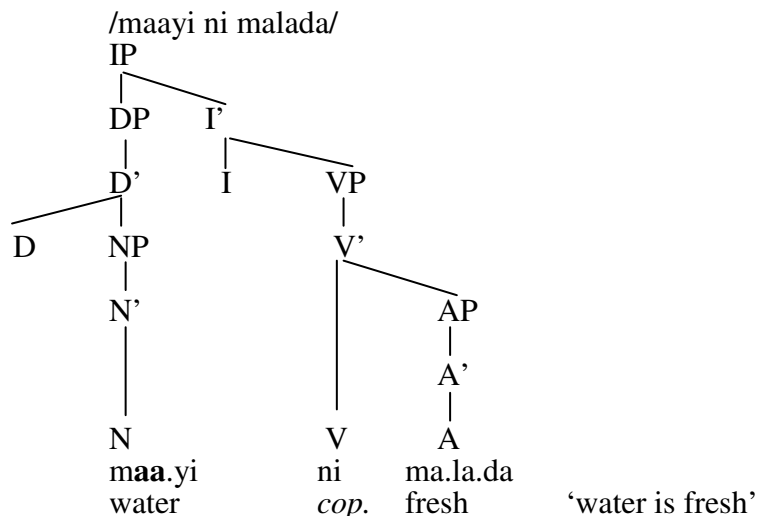 /maayi ni malada/
IP
DP I’
D’ I VP
D NP V’
N’ AP
A’
N V A
maa.yi ni ma.la.da
water cop. fresh ‘water is fresh’